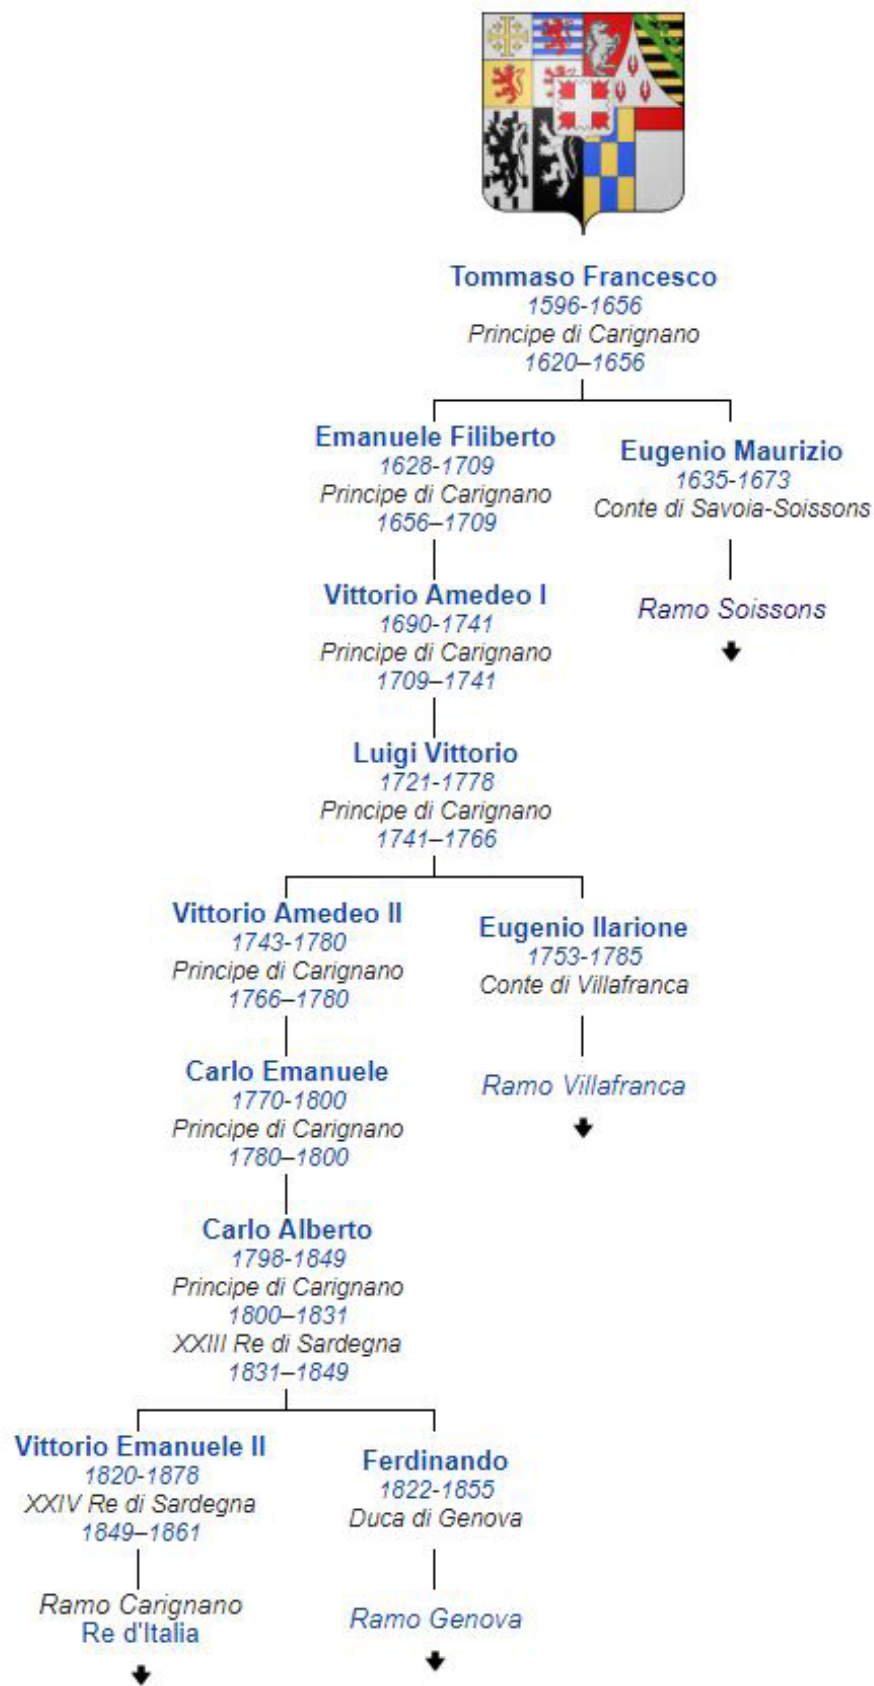 Tommaso Francesco
1596-1656
Principe di Carignano
1620–1656
Emanuele Filiberto
1628-1709
Principe di Carignano
1656–1709
Eugenio Maurizio
1635-1673
Conte di Savoia-Soissons
Vittorio Amedeo I
1690-1741
Principe di Carignano
1709–1741
Ramo Soissons
Luigi Vittorio
1721-1778
Principe di Carignano
1741–1766
Vittorio Amedeo II
1743-1780
Principe di Carignano
1766–1780
Eugenio Ilarione
1753-1785
Conte di Villafranca
Carlo Emanuele
1770-1800
Principe di Carignano
1780–1800
Ramo Villafranca
Carlo Alberto
1798-1849
Principe di Carignano
1800–1831
XXIII Re di Sardegna
1831–1849
Vittorio Emanuele II
1820-1878
XXIV Re di Sardegna
1849–1861
Ferdinando
1822-1855
Duca di Genova
Ramo Carignano
Re d'Italia
Ramo Genova